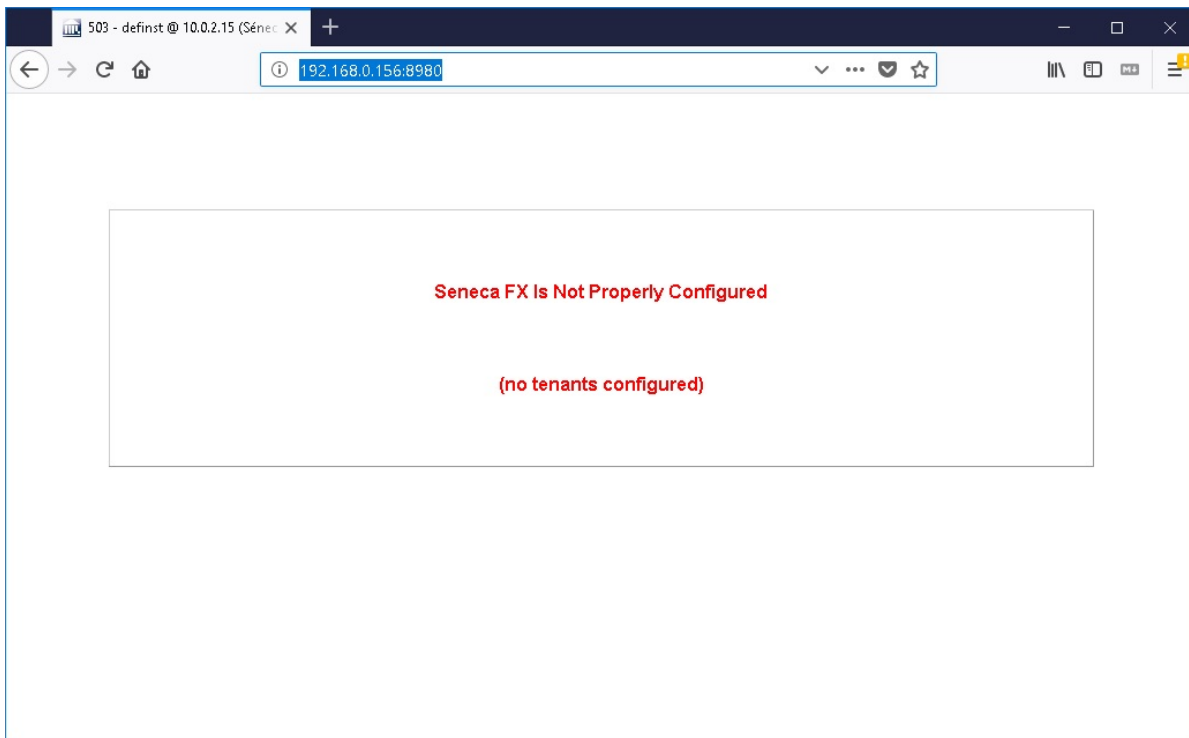 503 - definst @ 10.0.2.15 (Sénec
192.168.0.156:8980
Seneca FX Is Not Properly Configured
(no tenants configured)